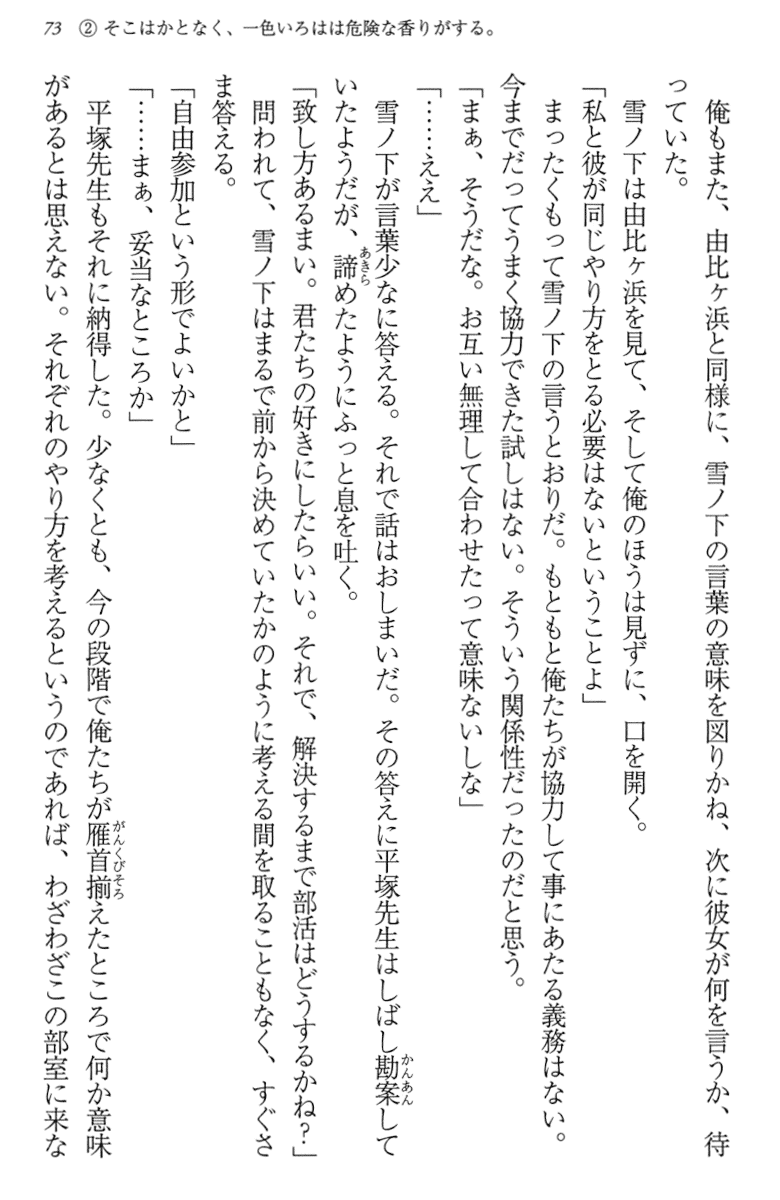 73 ② そこはかとなく、一色いろはは危険な香りがする。
　俺もまた、由比ヶ浜と同様に、雪ノ下の言葉の意味を図りかね、次に彼女が何を言うか、待
っていた。
　雪ノ下は由比ヶ浜を見て、そして俺のほうは見ずに、口を開く。
「私と彼が同じやり方をとる必要はないということよ」
　まったくもって雪ノ下の言うとおりだ。もともと俺たちが協力して事にあたる義務はない。
今までだってうまく協力できた試しはない。そういう関係性だったのだと思う。
「まぁ、そうだな。お互い無理して合わせたって意味ないしな」
「……ええ」
　雪ノ下が言葉少なに答える。それで話はおしまいだ。その答えに平塚先生はしばし勘案して
いたようだが、諦めたようにふっと息を吐く。
「致し方あるまい。君たちの好きにしたらいい。それで、解決するまで部活はどうするかね？」
　問われて、雪ノ下はまるで前から決めていたかのように考える間を取ることもなく、すぐさ
ま答える。
「自由参加という形でよいかと」
「……まぁ、妥当なところか」
　平塚先生もそれに納得した。少なくとも、今の段階で俺たちが雁首揃えたところで何か意味
があるとは思えない。それぞれのやり方を考えるというのであれば、わざわざこの部室に来な